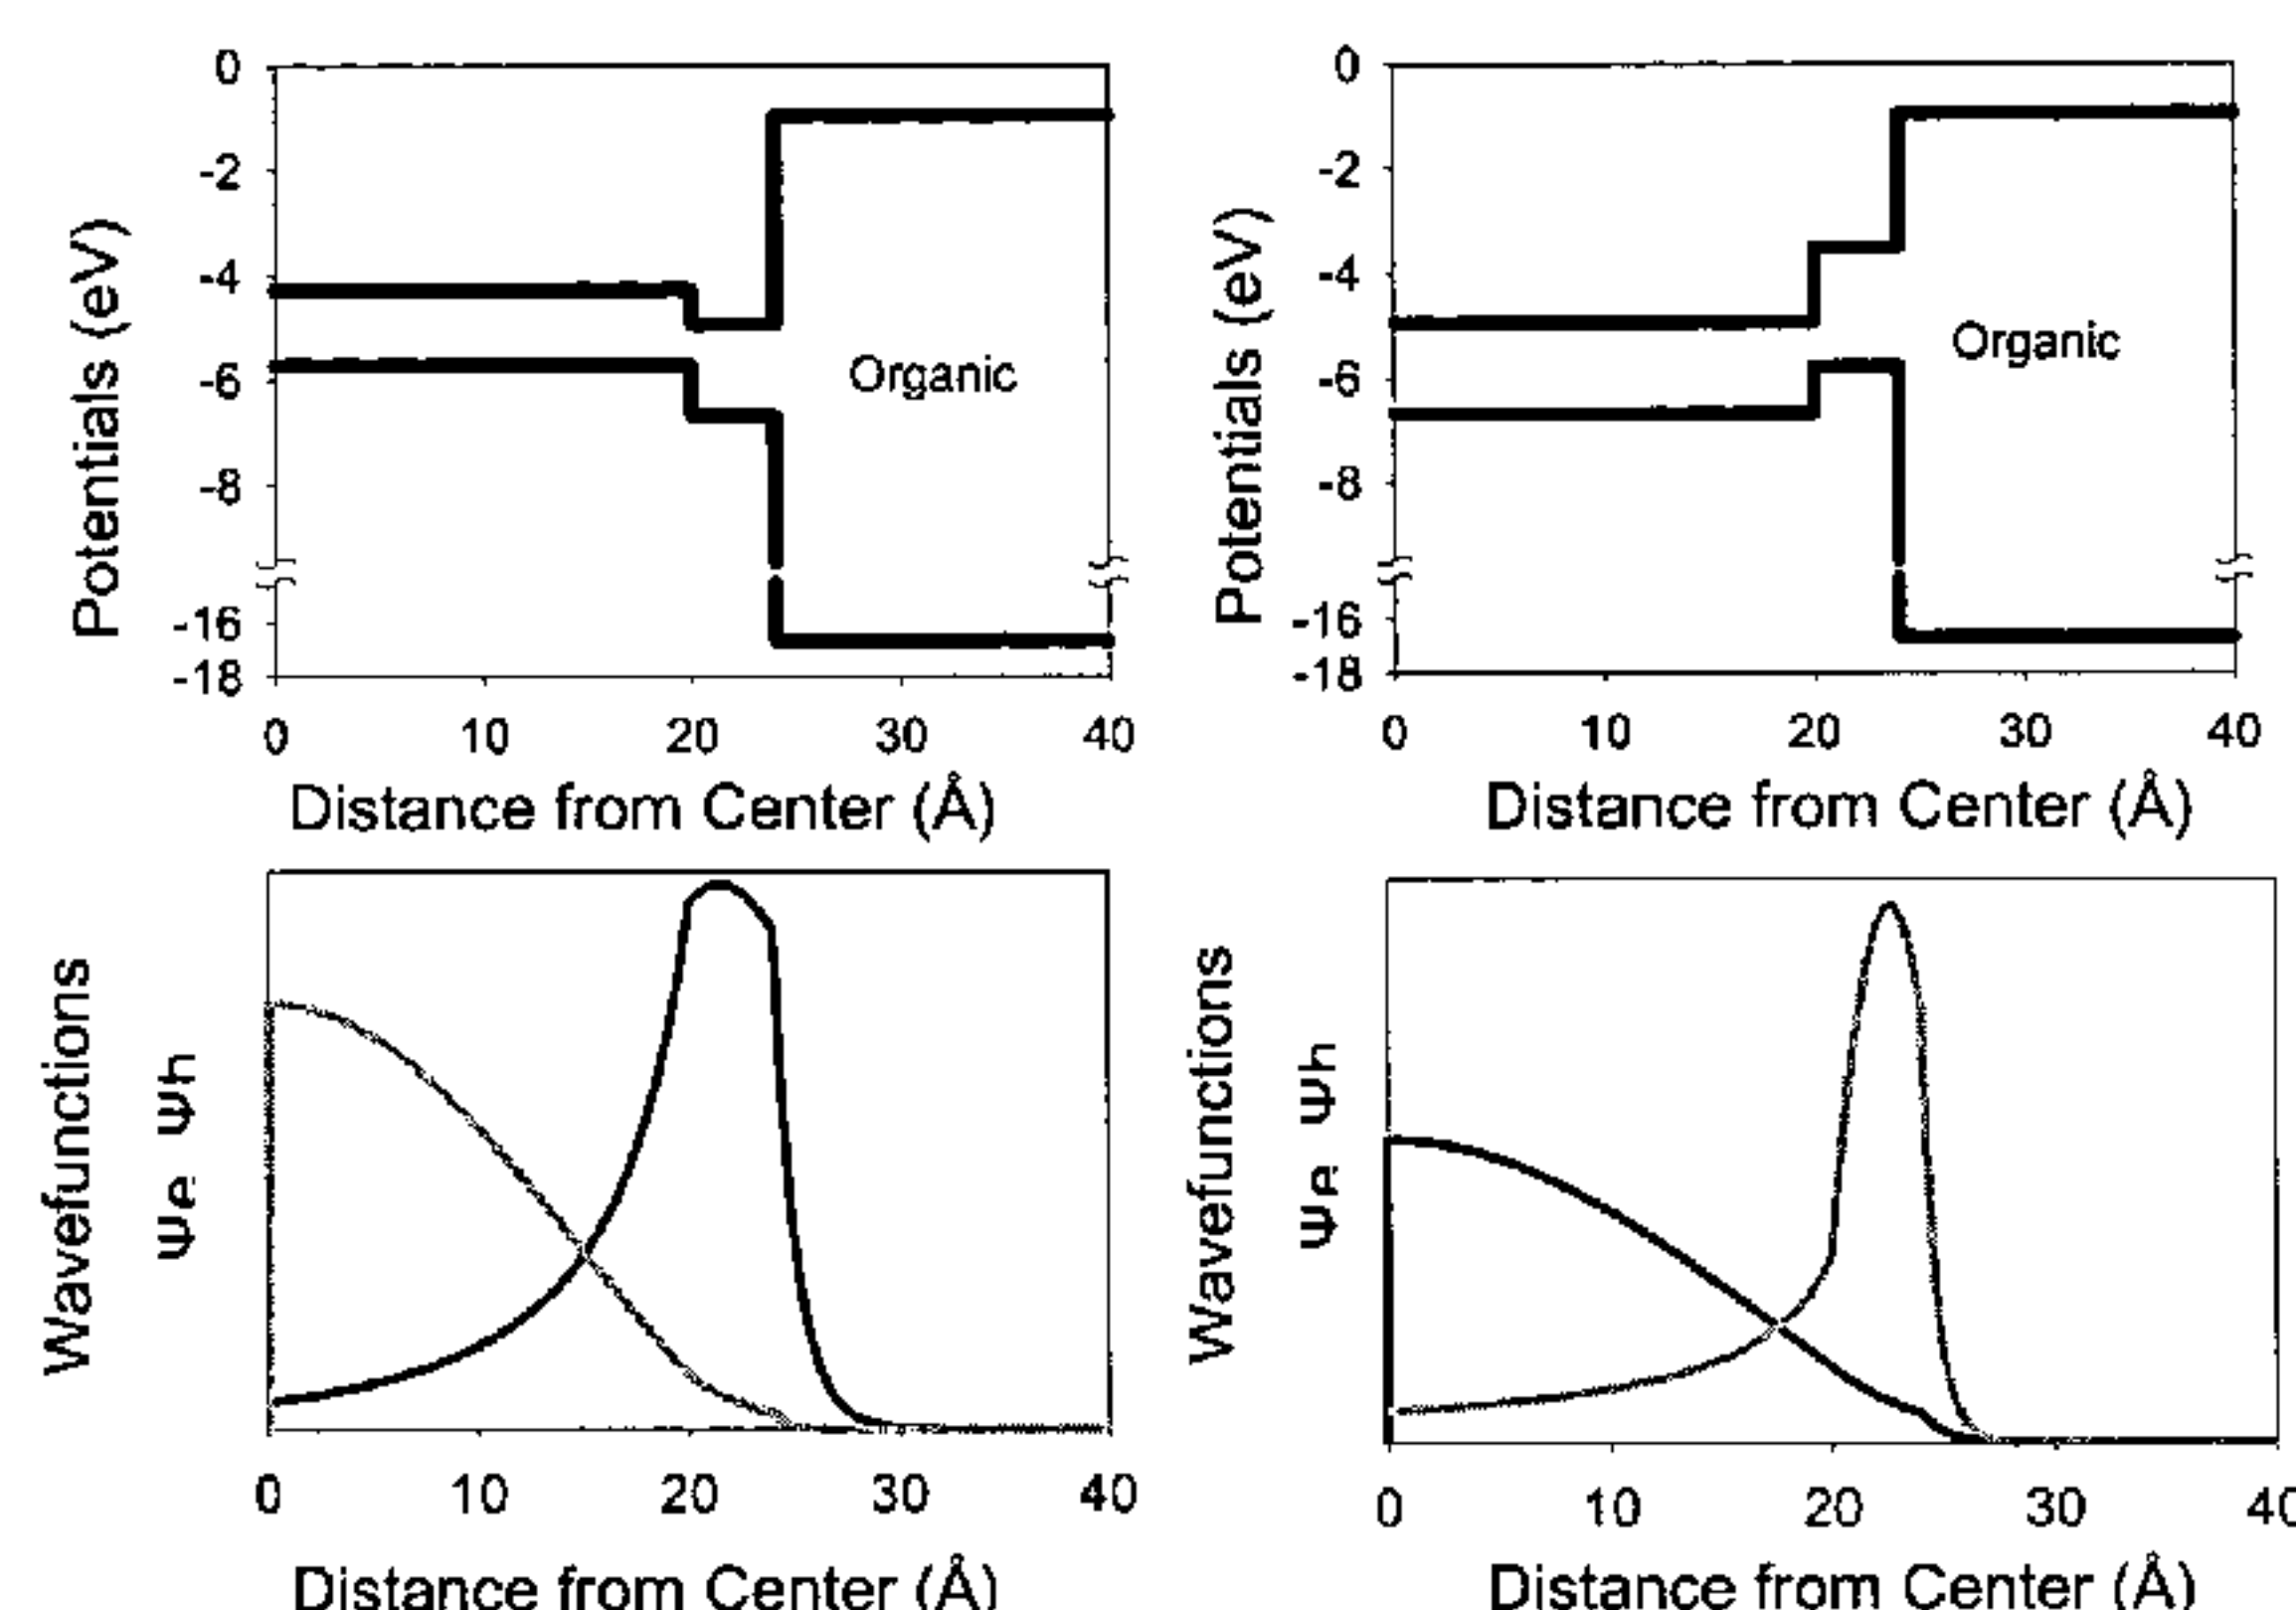 0
-2
-4
-6
-8
-16
-18
Potentials (eV)
Organic
0 10 20 30 40
Distance from Center (Å)
0
-2
-4
-6
-8
-16
-18
Potentials (eV)
Organic
0 10 20 30 40
Distance from Center (Å)
Wavefunctions
Ψe Ψh
0 10 20 30 40
Distance from Center (Å)
Wavefunctions
Ψe Ψh
0 10 20 30 40
Distance from Center (Å)